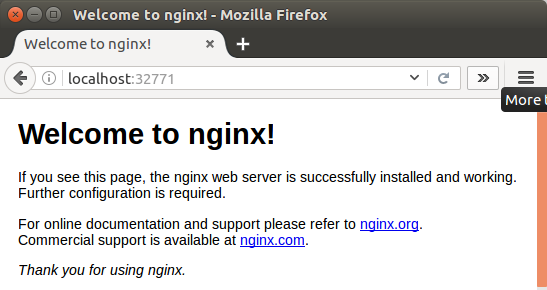 Welcome to nginx! - Mozilla Firefox
Welcome to nginx!
localhost:32771
More
Welcome to nginx!
If you see this page, the nginx web server is successfully installed and working.
Further configuration is required.
For online documentation and support please refer to nginx.org.
Commercial support is available at nginx.com.
Thank you for using nginx.